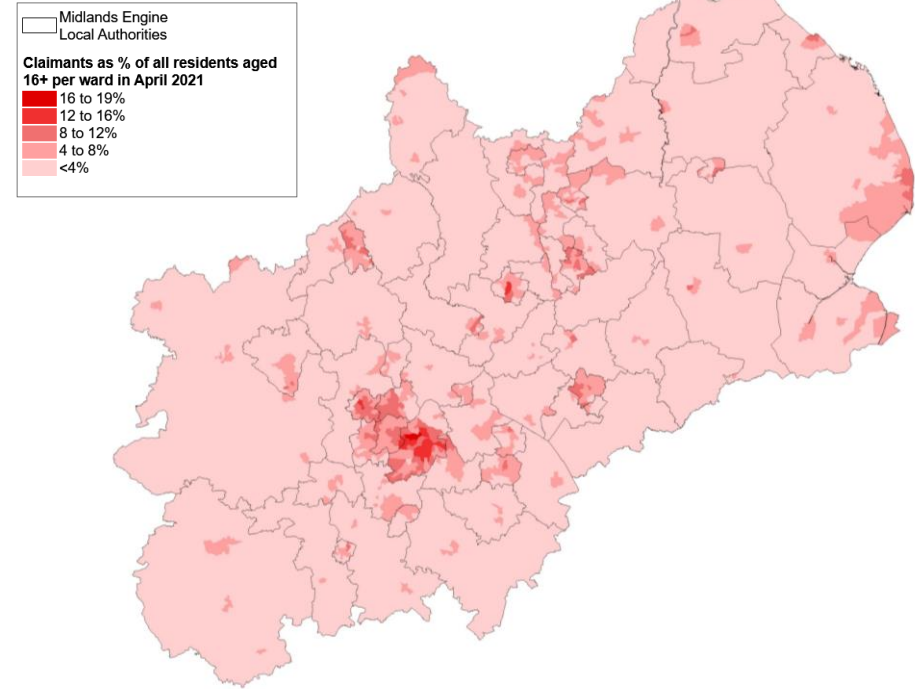 Midlands Engine
Local Authorities
Claimants as % of all residents aged
16+ per ward in April 2021
16 to 19%
12 to 16%
8 to 12%
4 to 8%
<4%